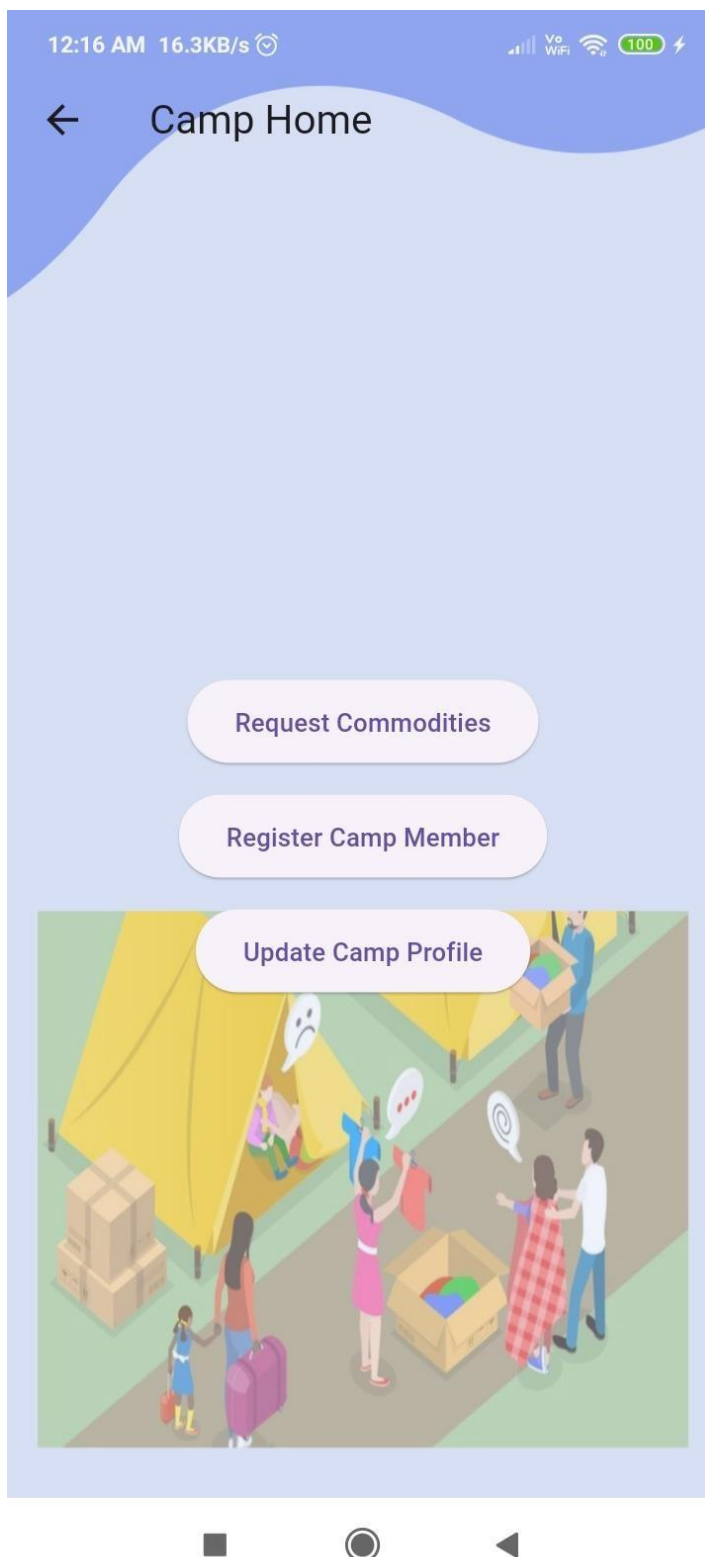 12:16 AM 16.3KB/s Vo WiFi 100
Camp Home
Request Commodities
Register Camp Member
Update Camp Profile